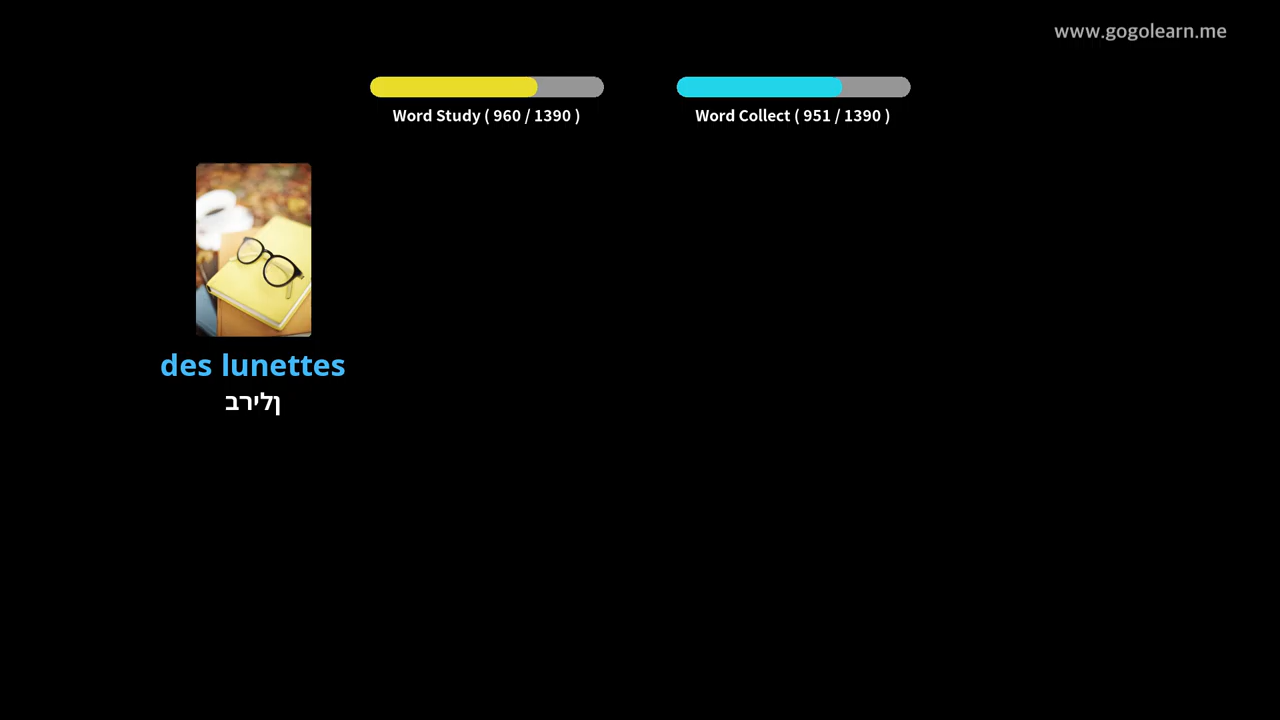 www.gogolearn.me
Word Study ( 960 / 1390 )
Word Collect ( 951 / 1390 )
des lunettes
ןלירב